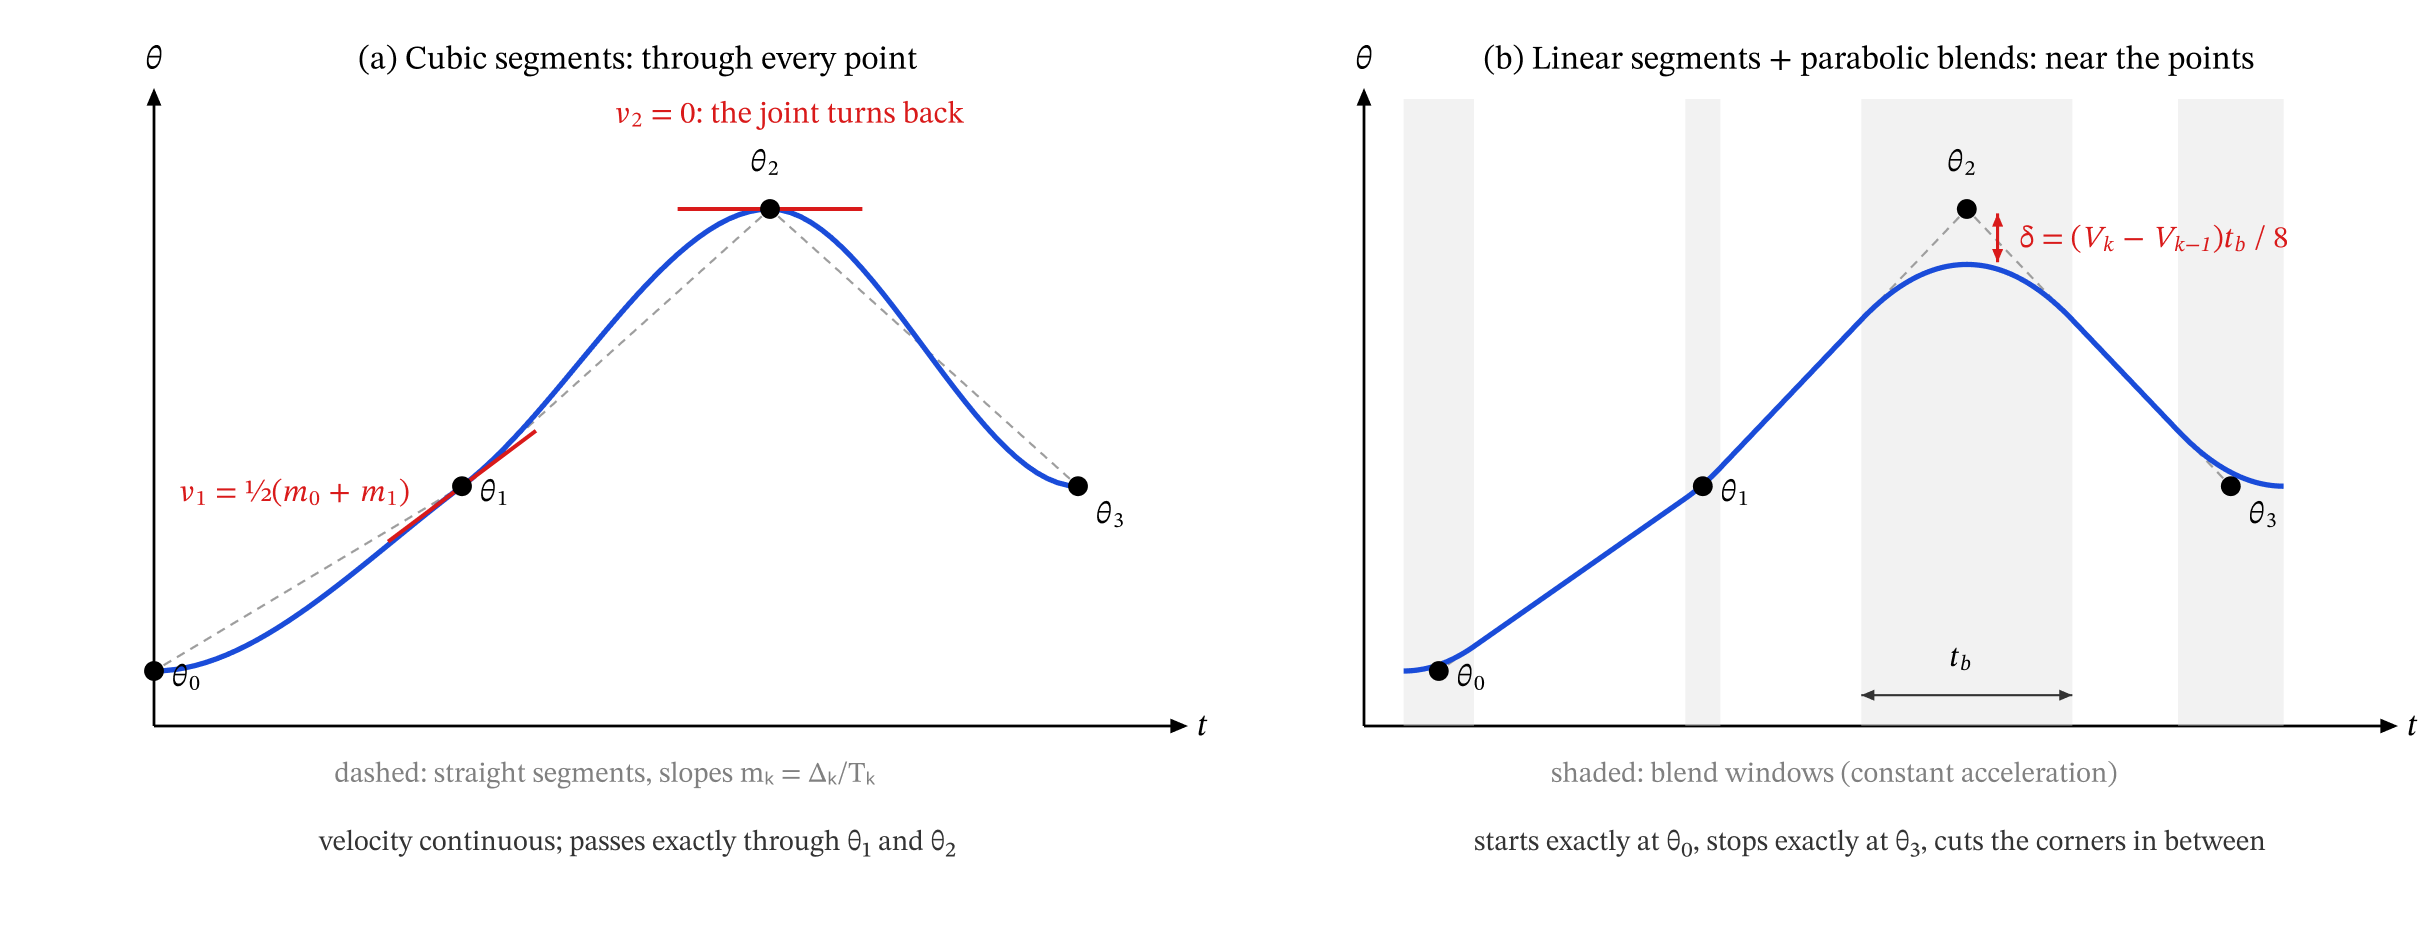 θ
(a) Cubic segments: through every point
v₂ = 0: the joint turns back
θ₂
v₁ = ½(m₀ + m₁)
θ₁
θ₃
θ₀
t
dashed: straight segments, slopes mₖ = Δₖ/Tₖ
velocity continuous; passes exactly through θ₁ and θ₂
θ
(b) Linear segments + parabolic blends: near the points
θ₂
δ = (Vₖ − Vₖ₋₁)t_b / 8
θ₁
θ₃
t_b
θ₀
t
shaded: blend windows (constant acceleration)
starts exactly at θ₀, stops exactly at θ₃, cuts the corners in between